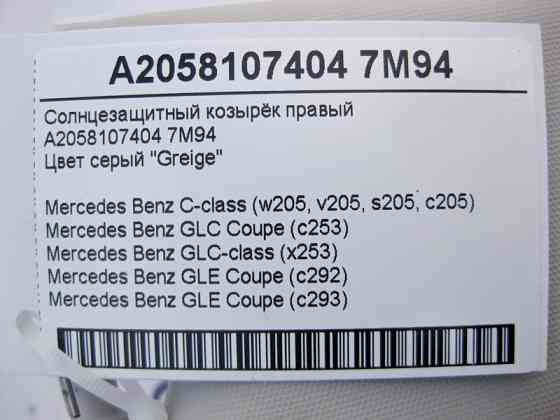 A2058107404 7M94
Солнцезащитный козырёк правый
A2058107404 7M94
Цвет серый "Greige"
Mercedes Benz C-class (w205, v205, s205, c205)
Mercedes Benz GLC Coupe (c253)
Mercedes Benz GLC-class (x253)
Mercedes Benz GLE Coupe (c292)
Mercedes Benz GLE Coupe (c293)